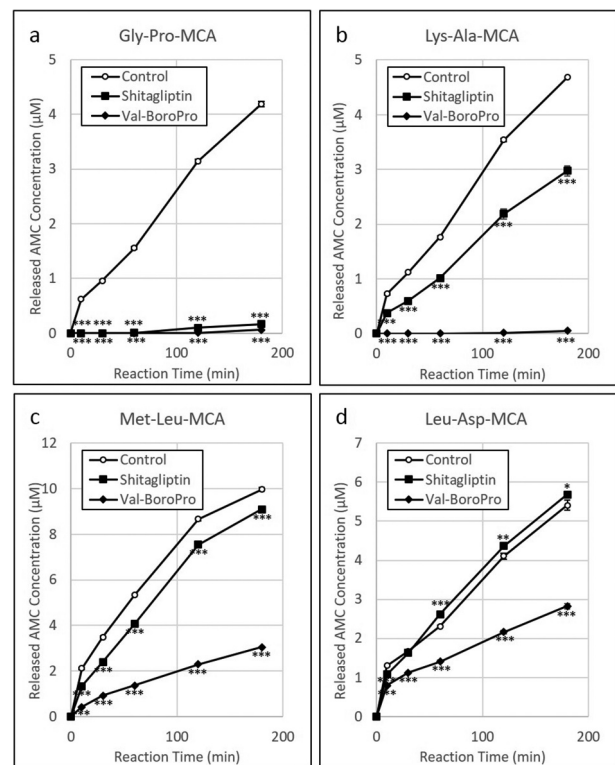 a
Gly-Pro-MCA
Released AMC Concentration (µM)
5
4
3
2
1
0
Control
Shitagliptin
Val-BoroPro
*** *** *** *** ***
*** *** *** *** ***
0 100 200
Reaction Time (min)
b
Lys-Ala-MCA
Released AMC Concentration (µM)
5
4
3
2
1
0
Control
Shitagliptin
Val-BoroPro
*** *** *** *** ***
*** *** *** ***
0 100 200
Reaction Time (min)
c
Met-Leu-MCA
Released AMC Concentration (µM)
12
10
8
6
4
2
0
Control
Shitagliptin
Val-BoroPro
*** *** *** *** ***
*** *** *** *** ***
0 100 200
Reaction Time (min)
d
Leu-Asp-MCA
Released AMC Concentration (µM)
7
6
5
4
3
2
1
0
Control
Shitagliptin
Val-BoroPro
*** ** *
*** *** *** *** ***
0 100 200
Reaction Time (min)